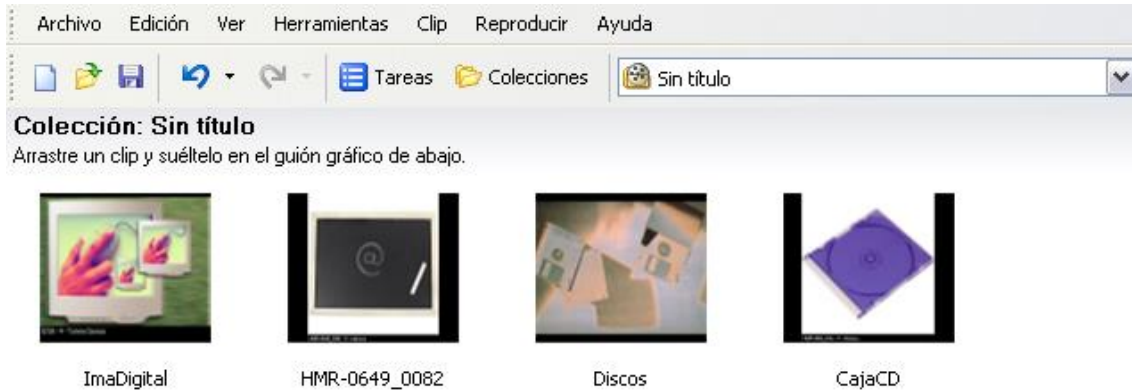 Archivo Edición Ver Herramientas Clip Reproducir Ayuda
Tareas Colecciones Sin título
Colección: Sin título
Arrastre un clip y suéltelo en el guión gráfico de abajo.
@
ImaDigital HMR-0649_0082 Discos CajaCD